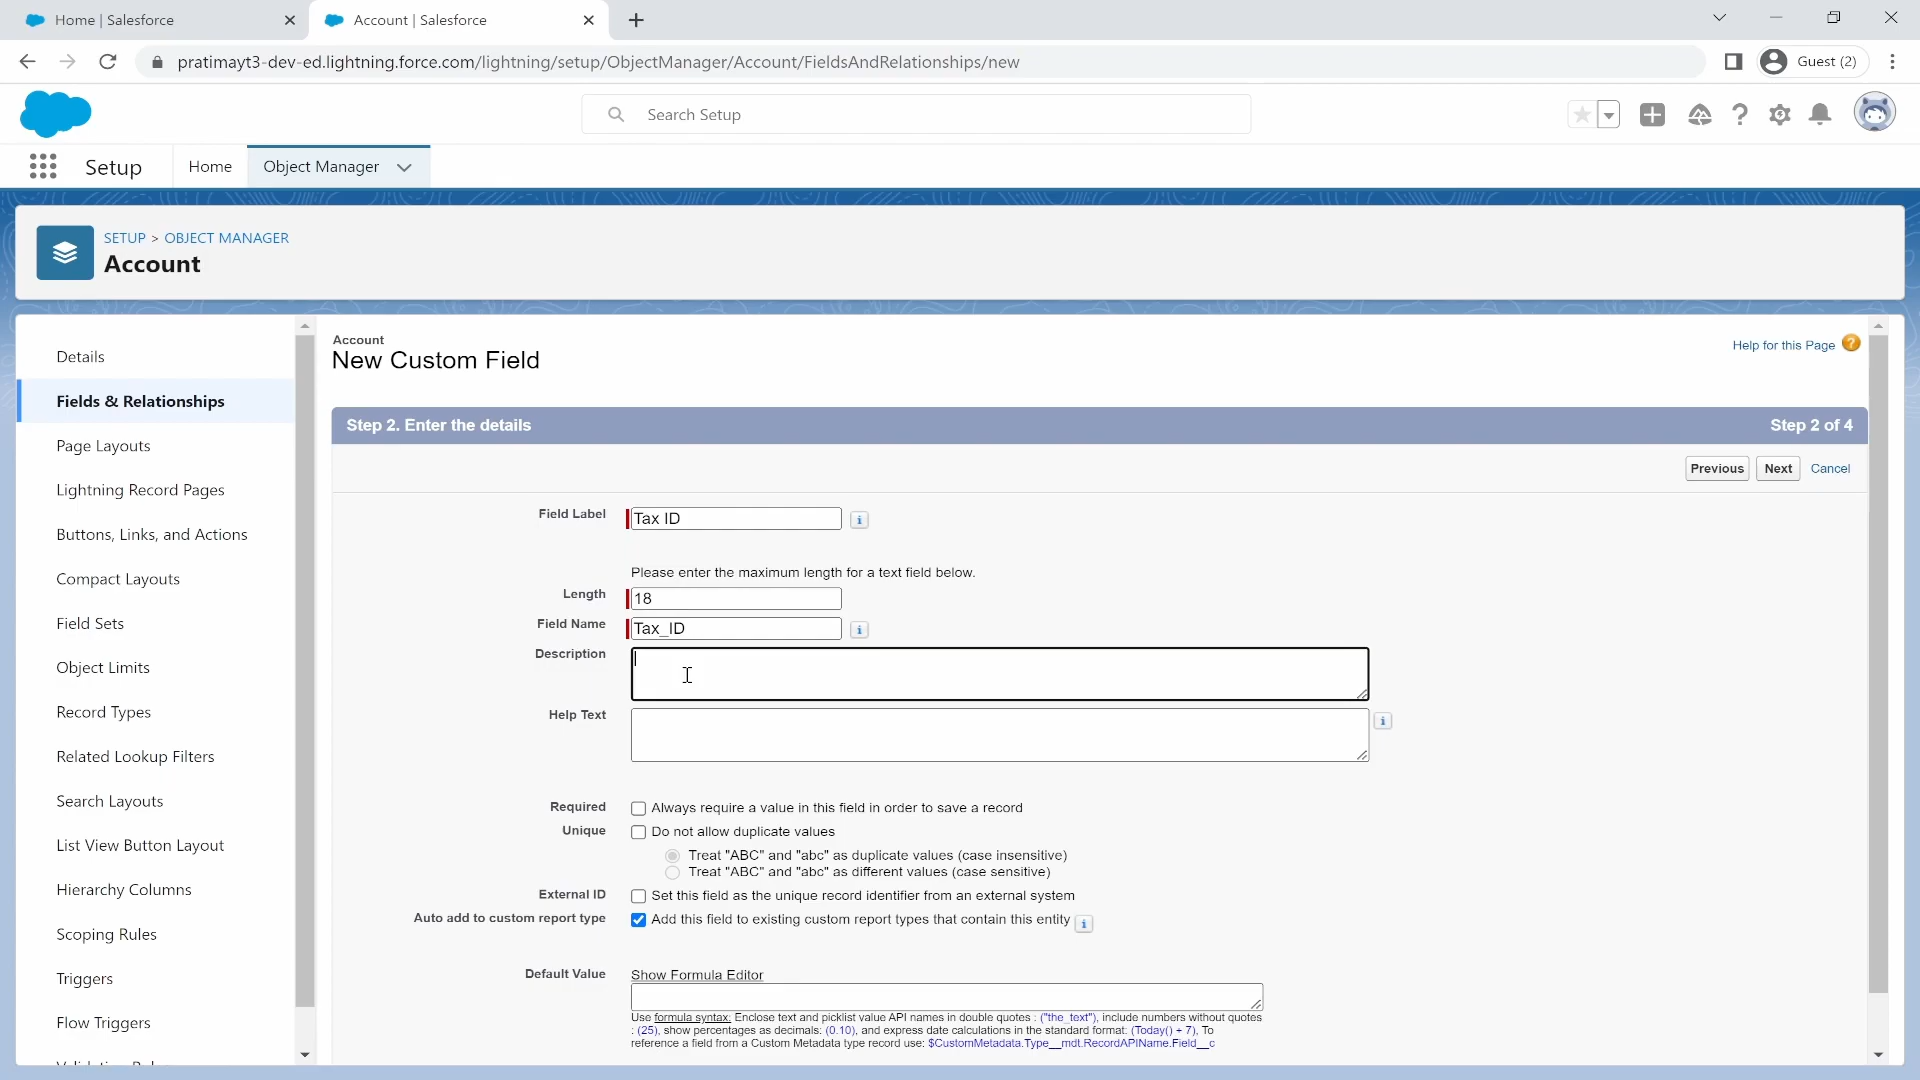 Home | Salesforce
Account | Salesforce
pratimayt3-dev-ed.lightning.force.com/lightning/setup/ObjectManager/Account/FieldsAndRelationships/new
Guest (2)
Search Setup
Setup
Home
Object Manager
SETUP > OBJECT MANAGER
Account
Details
Fields & Relationships
Page Layouts
Lightning Record Pages
Buttons, Links, and Actions
Compact Layouts
Field Sets
Object Limits
Record Types
Related Lookup Filters
Search Layouts
List View Button Layout
Hierarchy Columns
Scoping Rules
Triggers
Flow Triggers
Account
New Custom Field
Help for this Page
Step 2. Enter the details
Step 2 of 4
Previous
Next
Cancel
Field Label
Tax ID
Please enter the maximum length for a text field below.
Length
18
Field Name
Tax_ID
Description
Help Text
Required
Always require a value in this field in order to save a record
Unique
Do not allow duplicate values
Treat "ABC" and "abc" as duplicate values (case insensitive)
Treat "ABC" and "abc" as different values (case sensitive)
External ID
Set this field as the unique record identifier from an external system
Auto add to custom report type
Add this field to existing custom report types that contain this entity
Default Value
Show Formula Editor
Use formula syntax: Enclose text and picklist value API names in double quotes : ("the_text"), include numbers without quotes
: (25), show percentages as decimals: (0.10), and express date calculations in the standard format: (Today() + 7), To
reference a field from a Custom Metadata type record use: $CustomMetadata.Type__mdt.RecordAPIName.Field__c